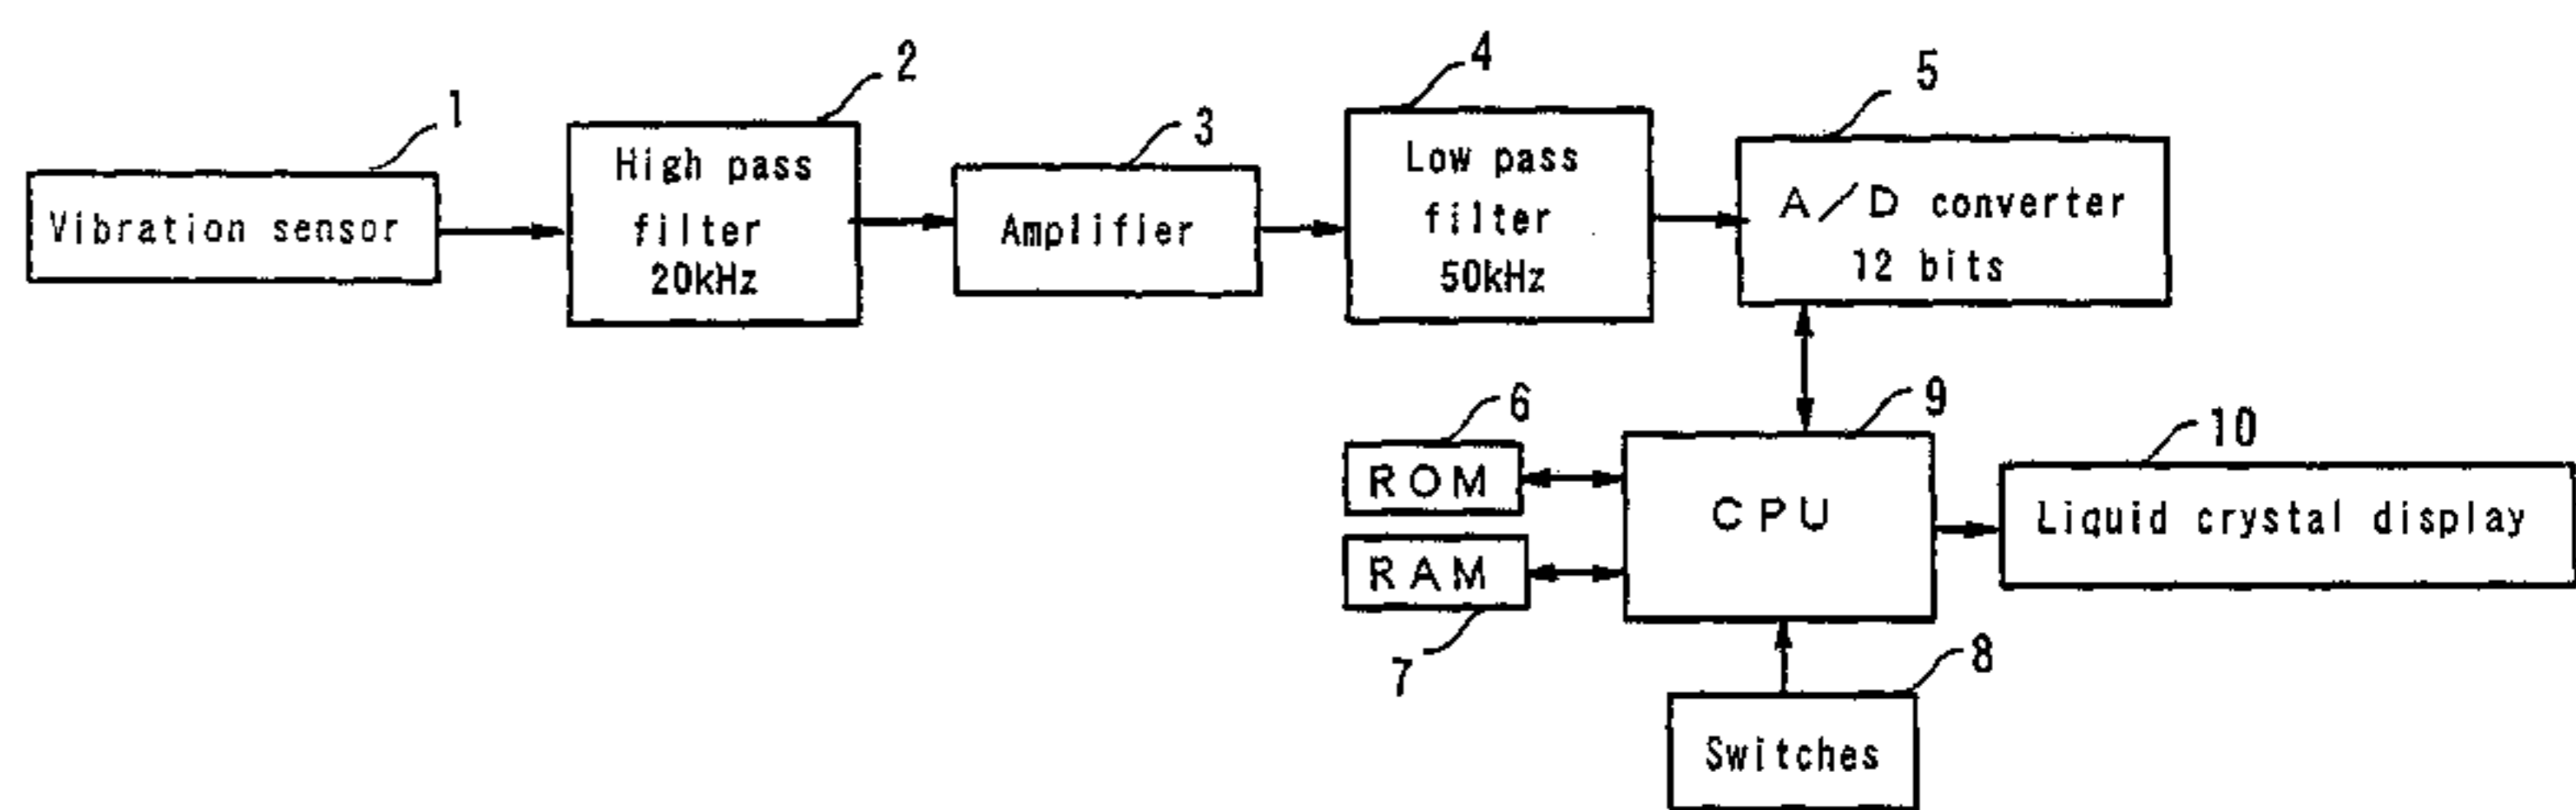 1
Vibration sensor
2
High pass
filter
20kHz
3
Amplifier
4
Low pass
filter
50kHz
5
A/D converter
12 bits
6
ROM
RAM
7
9
CPU
10
Liquid crystal display
8
Switches